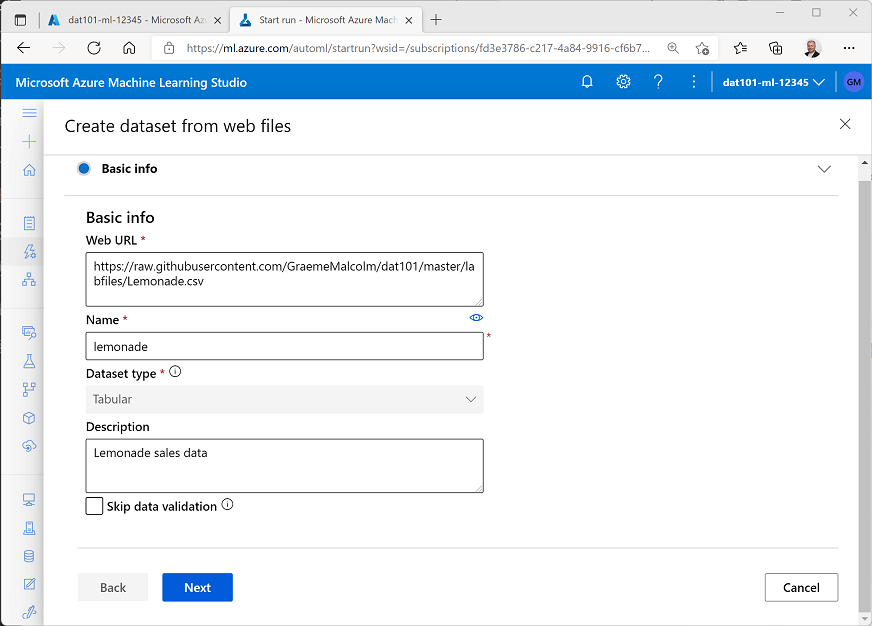 dat101-ml-12345 - Microsoft Azu
Start run - Microsoft Azure Mach
https://ml.azure.com/automl/startrun?wsid=/subscriptions/fd3e3786-c217-4a84-9916-cf6b7...
Microsoft Azure Machine Learning Studio
dat101-ml-12345
GM
Create dataset from web files
Basic info
Basic info
Web URL *
https://raw.githubusercontent.com/GraemeMalcolm/dat101/master/la
bfiles/Lemonade.csv
Name *
lemonade
*
Dataset type *
Tabular
Description
Lemonade sales data
Skip data validation
Back
Next
Cancel